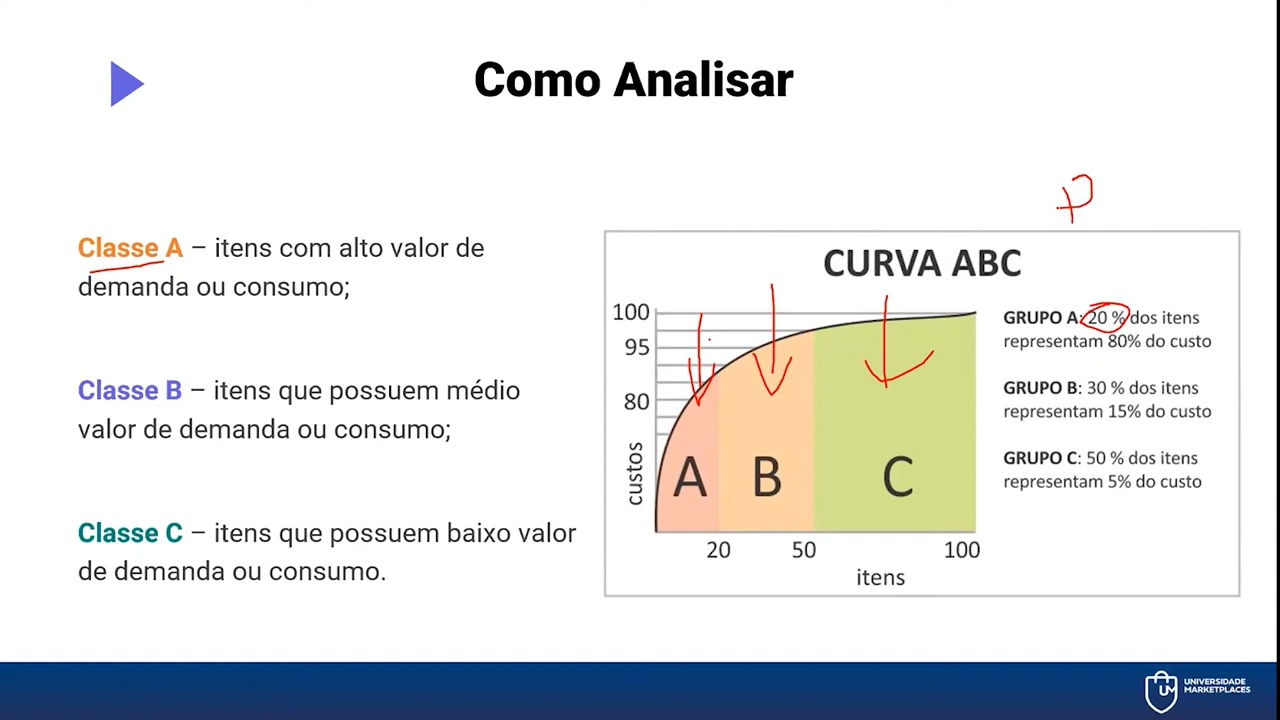 Como Analisar
Classe A – itens com alto valor de
demanda ou consumo;
Classe B – itens que possuem médio
valor de demanda ou consumo;
Classe C – itens que possuem baixo valor
de demanda ou consumo.
P
CURVA ABC
100
95
80
custos
A
B
C
20
50
100
itens
GRUPO A: 20 % dos itens
representam 80% do custo
GRUPO B: 30 % dos itens
representam 15% do custo
GRUPO C: 50 % dos itens
representam 5% do custo
UM
UNIVERSIDADE
MARKETPLACES